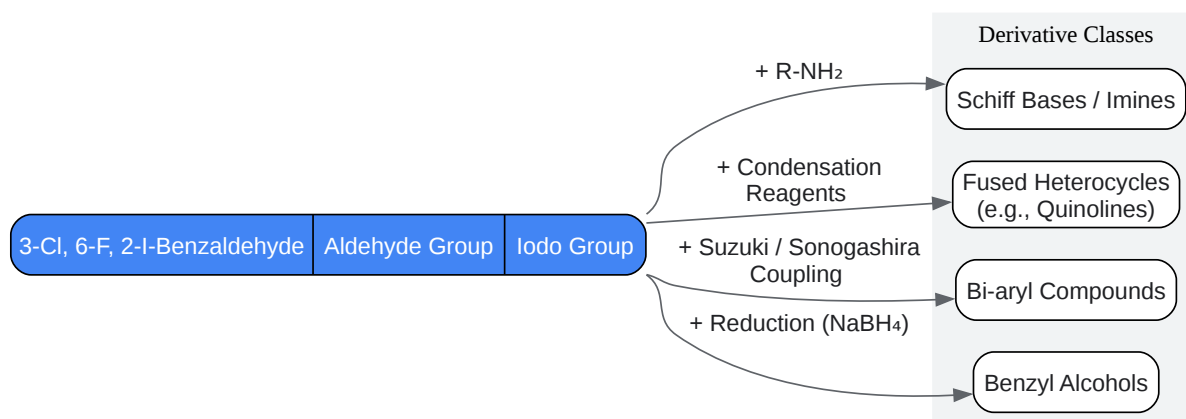 Derivative Classes
+ R-NH₂
Schiff Bases / Imines
+ Condensation
Reagents
Fused Heterocycles
(e.g., Quinolines)
3-Cl, 6-F, 2-I-Benzaldehyde
Aldehyde Group
Iodo Group
+ Suzuki / Sonogashira
Coupling
Bi-aryl Compounds
+ Reduction (NaBH₄)
Benzyl Alcohols